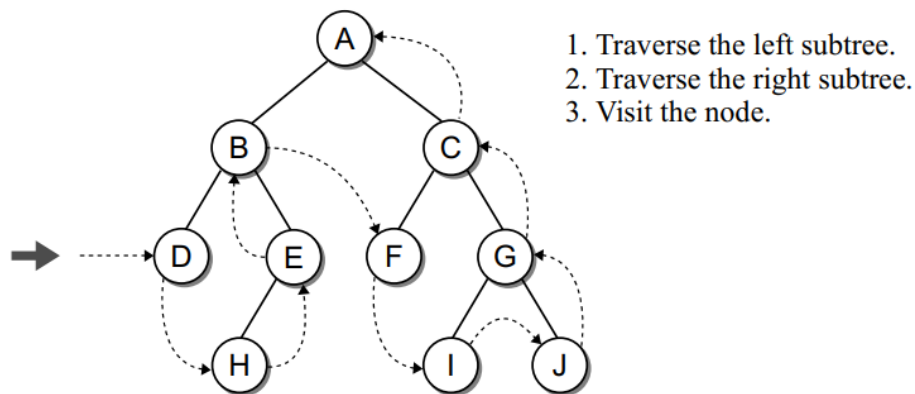 A
1. Traverse the left subtree.
2. Traverse the right subtree.
3. Visit the node.
B C
D E F G
H I J